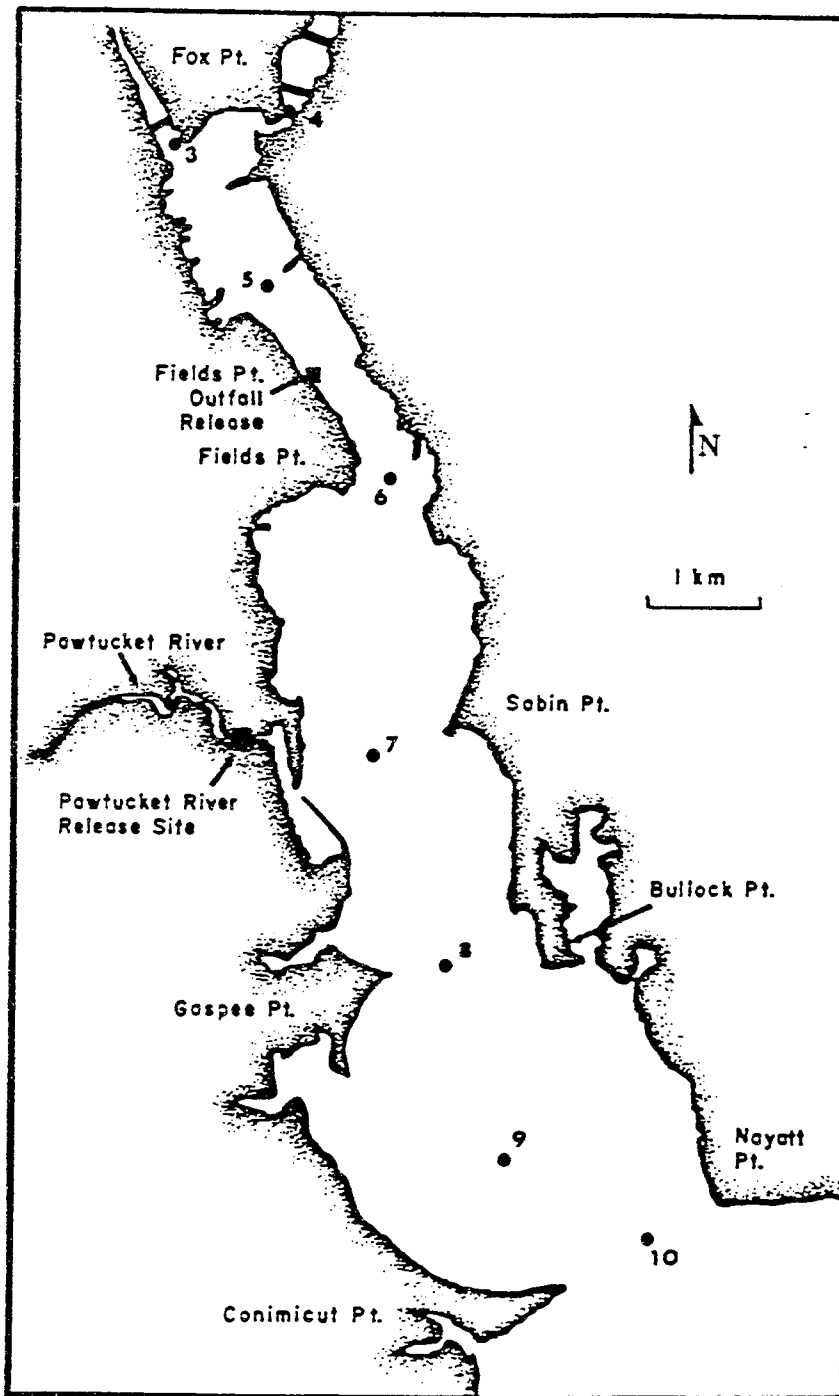 Fox Pt.
4
3
5
Fields Pt.
Outfall
Release
Fields Pt.
6
N
1 km
Pawtucket River
Sabin Pt.
7
Pawtucket River
Release Site
Bullock Pt.
8
Gaspee Pt.
9
Nayatt
Pt.
10
Conimicut Pt.